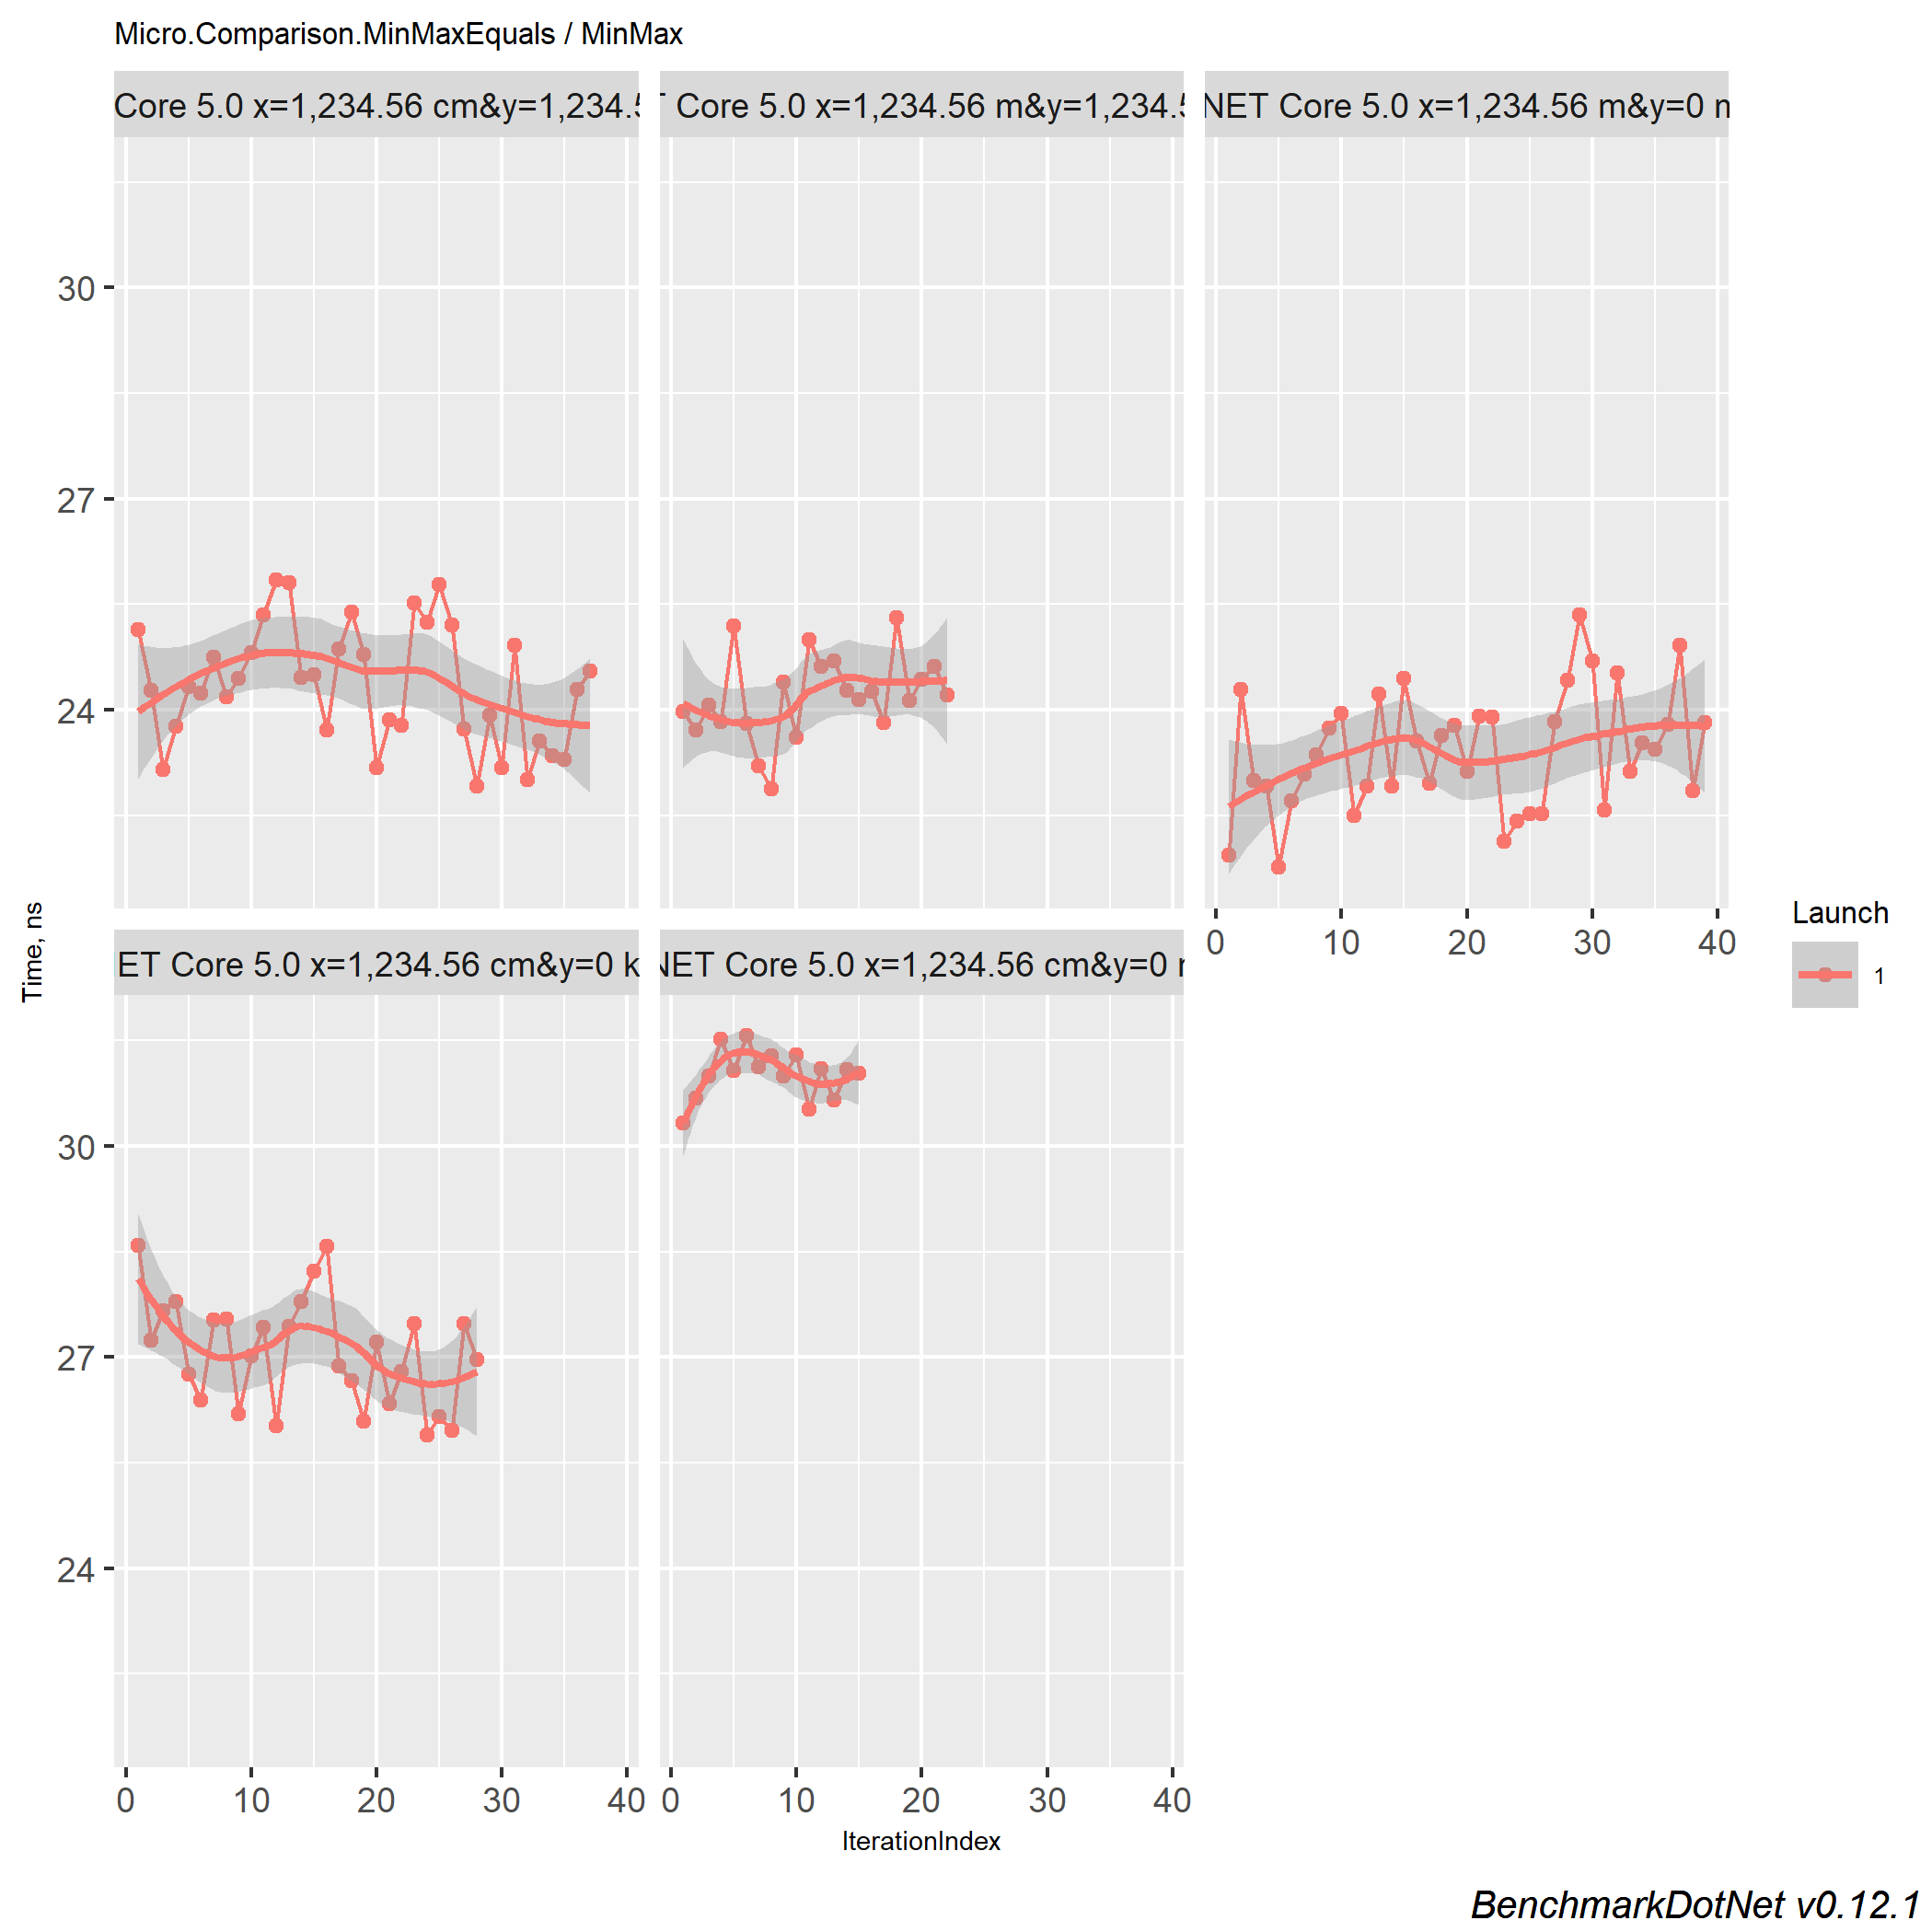 Micro.Comparison.MinMaxEquals / MinMax
Core 5.0 x=1,234.56 cm&y=1,234.5
T Core 5.0 x=1,234.56 m&y=1,234.5
NET Core 5.0 x=1,234.56 m&y=0 m
30
27
24
0 10 20 30 40
Time, ns
Launch
1
ET Core 5.0 x=1,234.56 cm&y=0 k
NET Core 5.0 x=1,234.56 cm&y=0
30
27
24
0 10 20 30 40
0 10 20 30 40
IterationIndex
BenchmarkDotNet v0.12.1